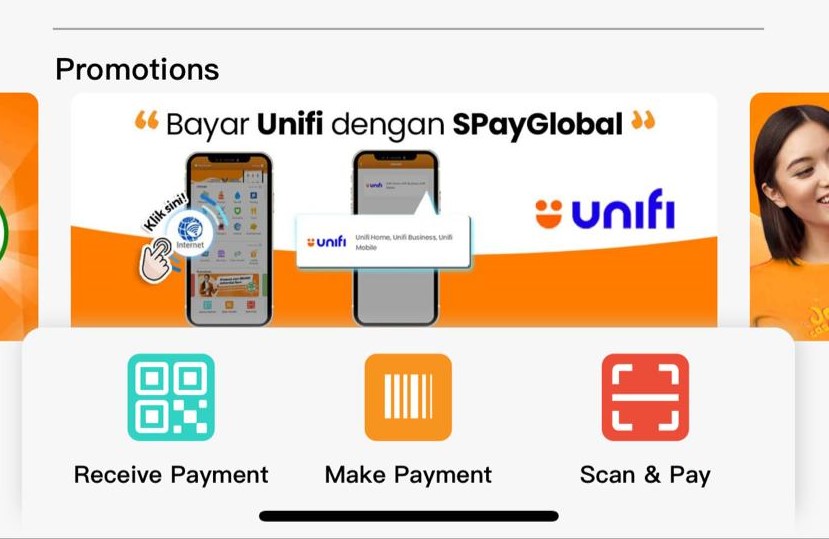 Promotions
“ Bayar Unifi dengan SPayGlobal ”
Klik sini!
Internet
unifi
unifi
Unifi Home, Unifi Business, Unifi
Mobile
unifi
Receive Payment
Make Payment
Scan & Pay